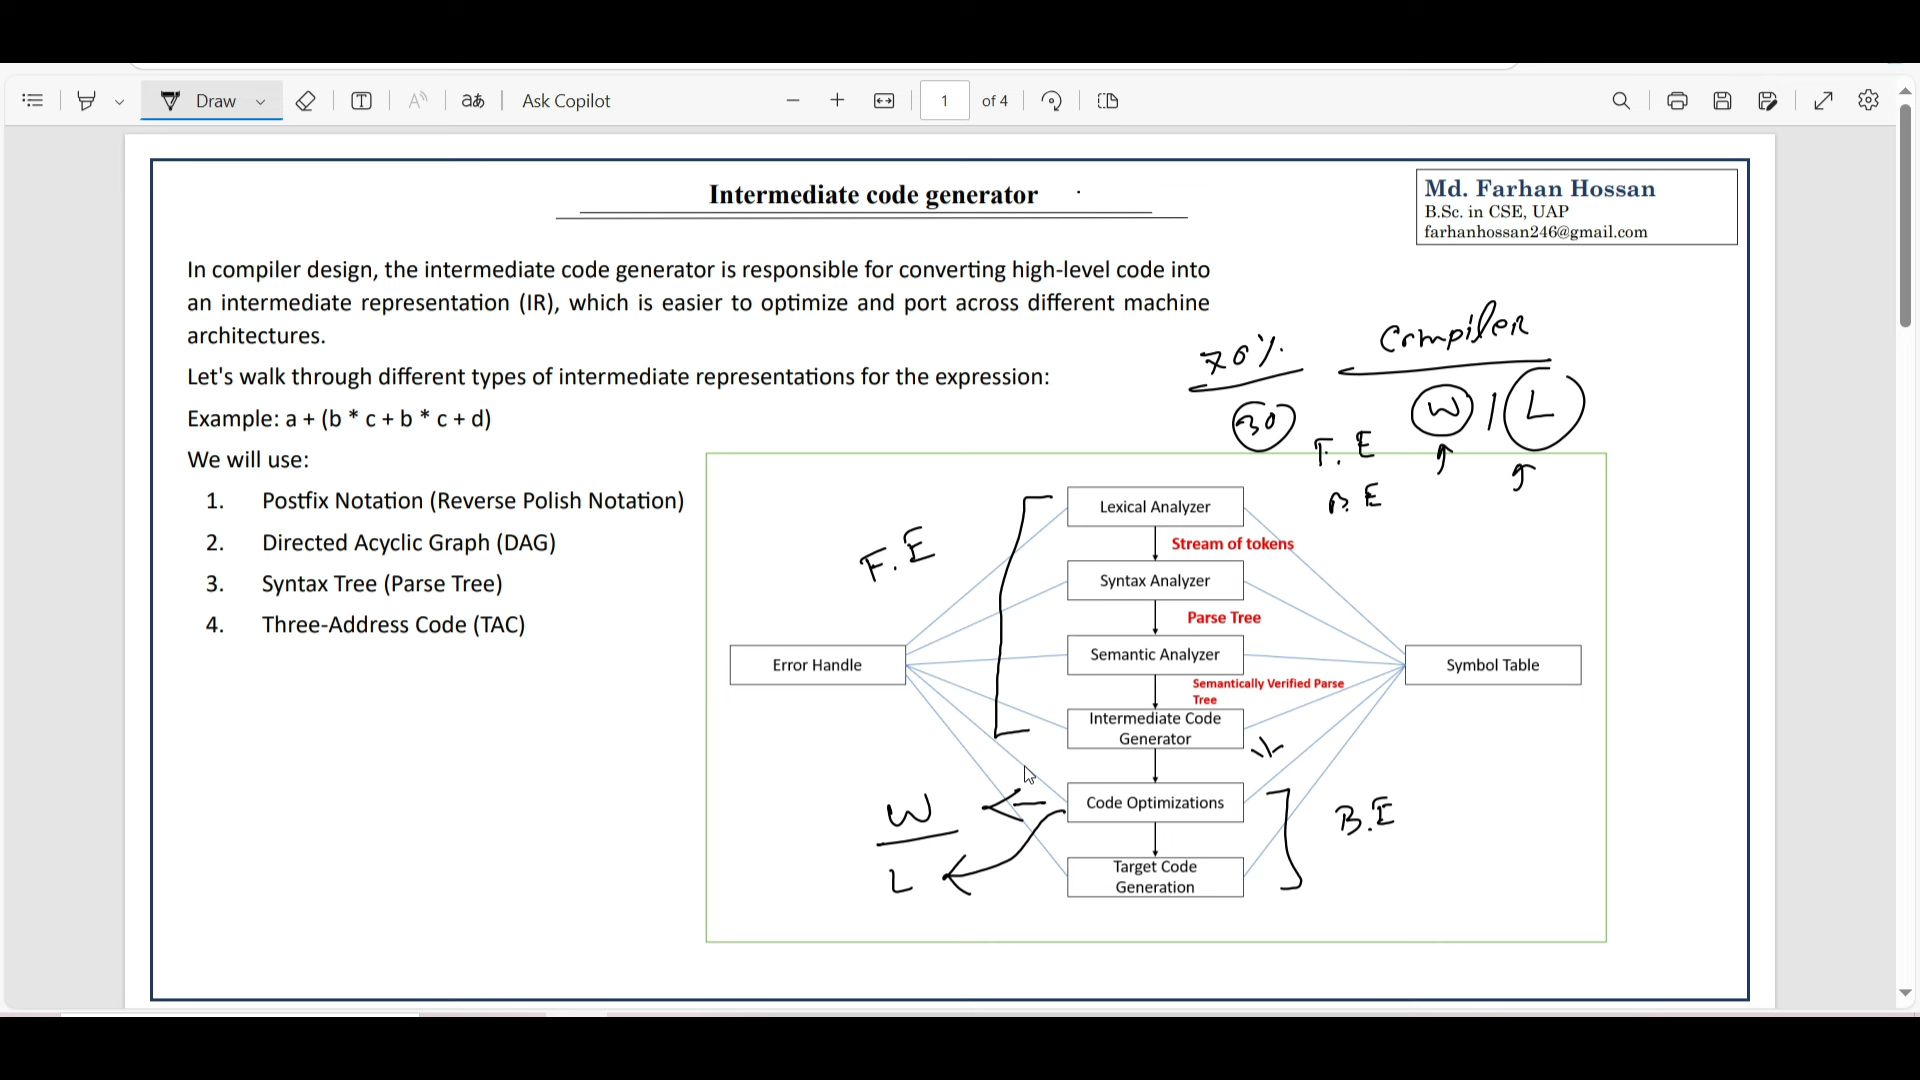 Draw
Ask Copilot
1 of 4
Intermediate code generator
Md. Farhan Hossan
B.Sc. in CSE, UAP
farhanhossan246@gmail.com
In compiler design, the intermediate code generator is responsible for converting high-level code into
an intermediate representation (IR), which is easier to optimize and port across different machine
architectures.
Let's walk through different types of intermediate representations for the expression:
Example: a + (b * c + b * c + d)
We will use:
1. Postfix Notation (Reverse Polish Notation)
2. Directed Acyclic Graph (DAG)
3. Syntax Tree (Parse Tree)
4. Three-Address Code (TAC)
70%
30
Compiler
W / L
F. E
B. E
F. E
Lexical Analyzer
Stream of tokens
Syntax Analyzer
Parse Tree
Error Handle
Semantic Analyzer
Symbol Table
Semantically Verified Parse
Tree
Intermediate Code
Generator
Code Optimizations
W
L
B.E
Target Code
Generation